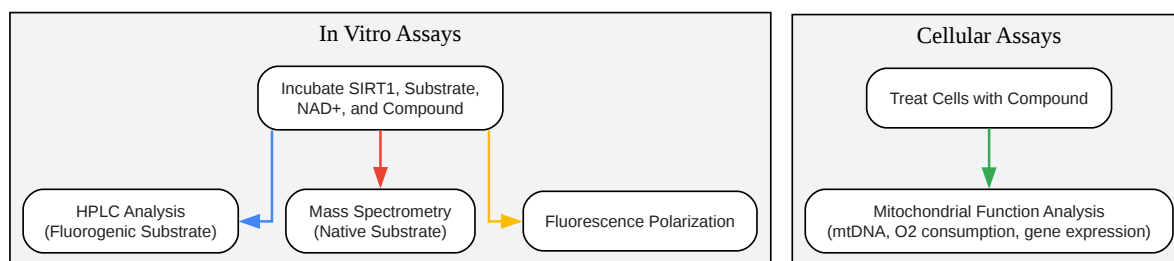 In Vitro Assays
Incubate SIRT1, Substrate,
NAD+, and Compound
HPLC Analysis
(Fluorogenic Substrate)
Mass Spectrometry
(Native Substrate)
Fluorescence Polarization
Cellular Assays
Treat Cells with Compound
Mitochondrial Function Analysis
(mtDNA, O2 consumption, gene expression)